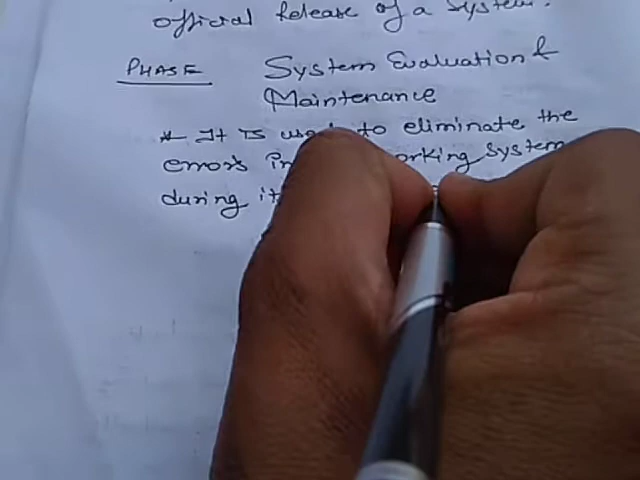 official Release of a System.
PHASE System Evaluation &
Maintenance
* It is used to eliminate the
errors in working System
during it